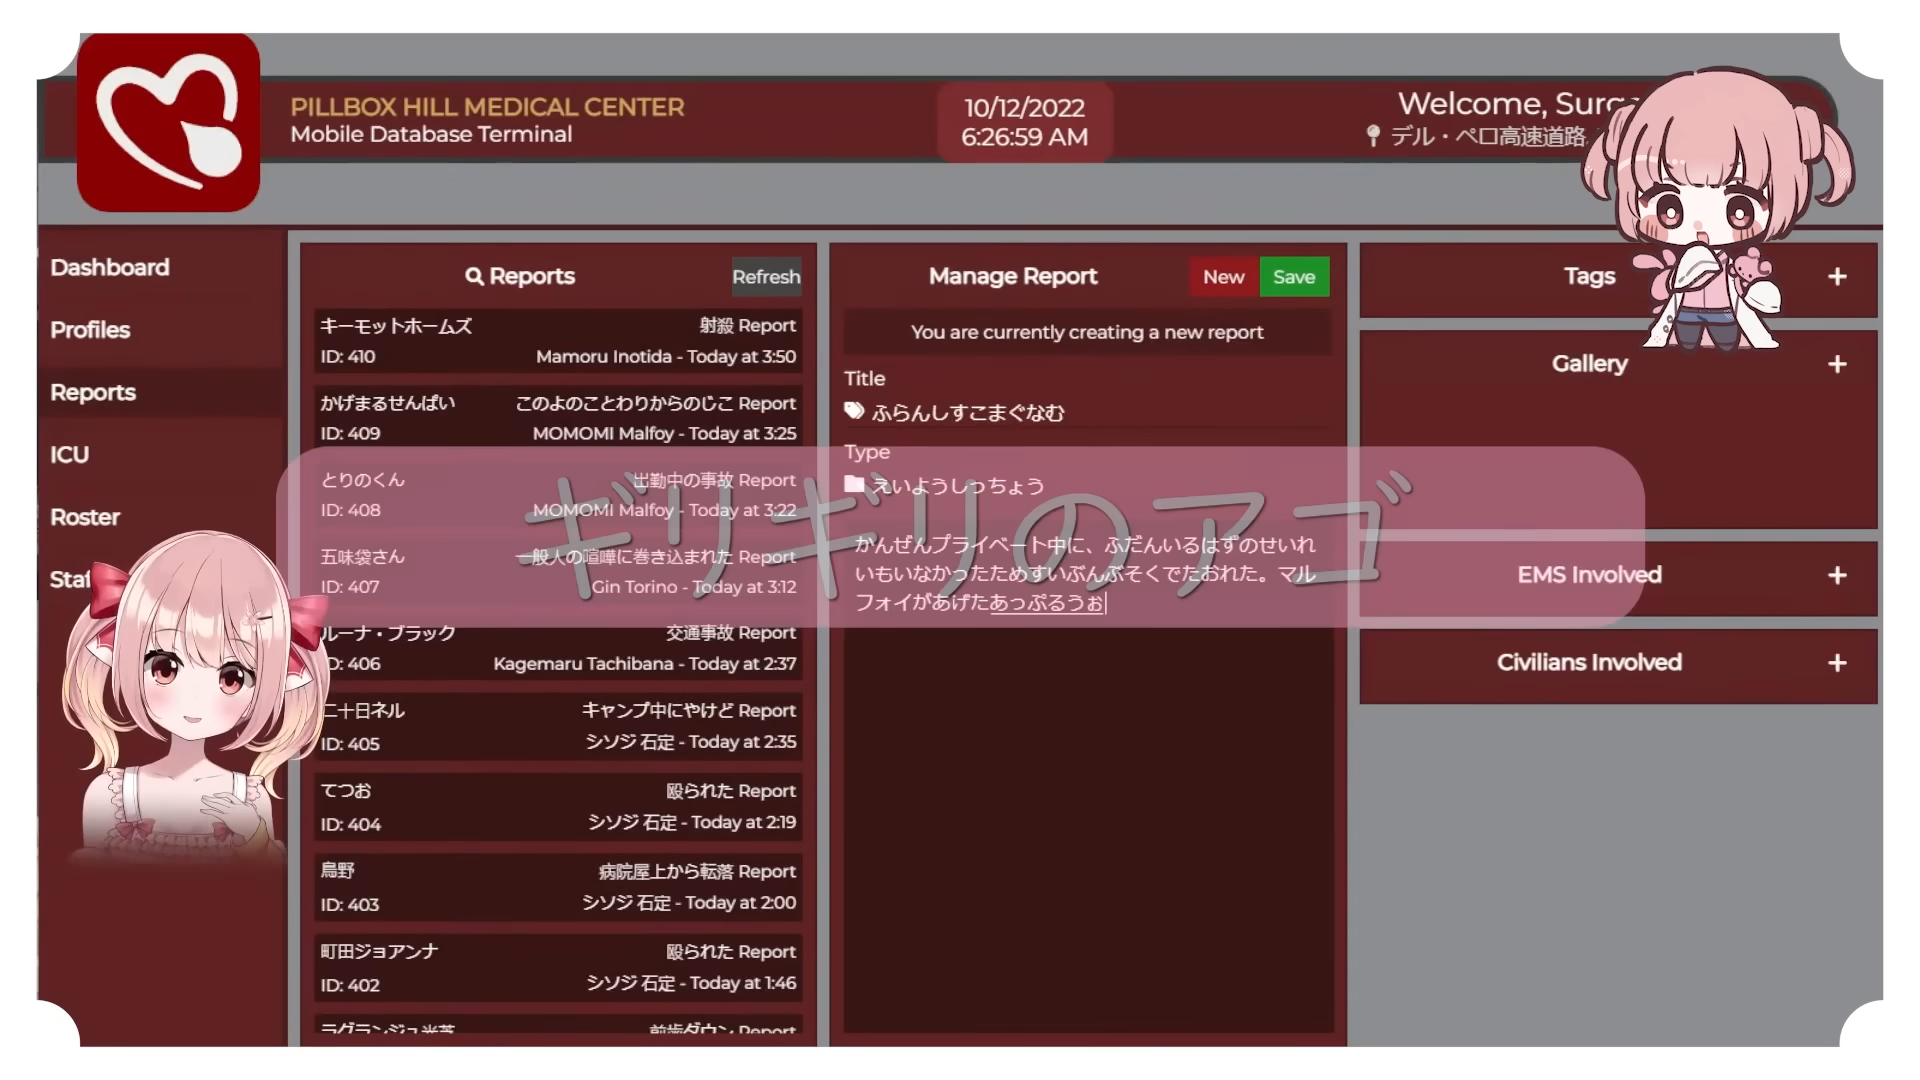 PILLBOX HILL MEDICAL CENTER
Mobile Database Terminal
10/12/2022
6:26:59 AM
Welcome,
デル・ペロ高速道路
Dashboard
Profiles
Reports
ICU
Roster
Reports
Refresh
キーモットホームズ
射殺 Report
ID: 410
Mamoru Inotida - Today at 3:50
かげまるせんぱい
このよのことわりからのじこ Report
ID: 409
MOMOMI Malfoy - Today at 3:25
とりのくん
出勤中の事故 Report
ID: 408
MOMOMI Malfoy - Today at 3:22
五味袋さん
一般人の喧嘩に巻き込まれた Report
ID: 407
Gin Torino - Today at 3:12
ルーナ・ブラック
交通事故 Report
ID: 406
Kagemaru Tachibana - Today at 2:37
二十日ネル
キャンプ中にやけど Report
ID: 405
シソジ 石定 - Today at 2:35
てつお
殴られた Report
ID: 404
シソジ 石定 - Today at 2:19
烏野
病院屋上から転落 Report
ID: 403
シソジ 石定 - Today at 2:00
町田ジョアンナ
殴られた Report
ID: 402
シソジ 石定 - Today at 1:46
前歯ダウン Report
Manage Report
New
Save
You are currently creating a new report
Title
ふらんしすこまぐなむ
Type
えいようしっちょう
かんぜんプライベート中に、ふだんいるはずのせいれ
いもいなかったためすいぶんぶそくでたおれた。マル
フォイがあげたあっぷるうぉ
ギリギリのアゴ
Tags
Gallery
EMS Involved
Civilians Involved